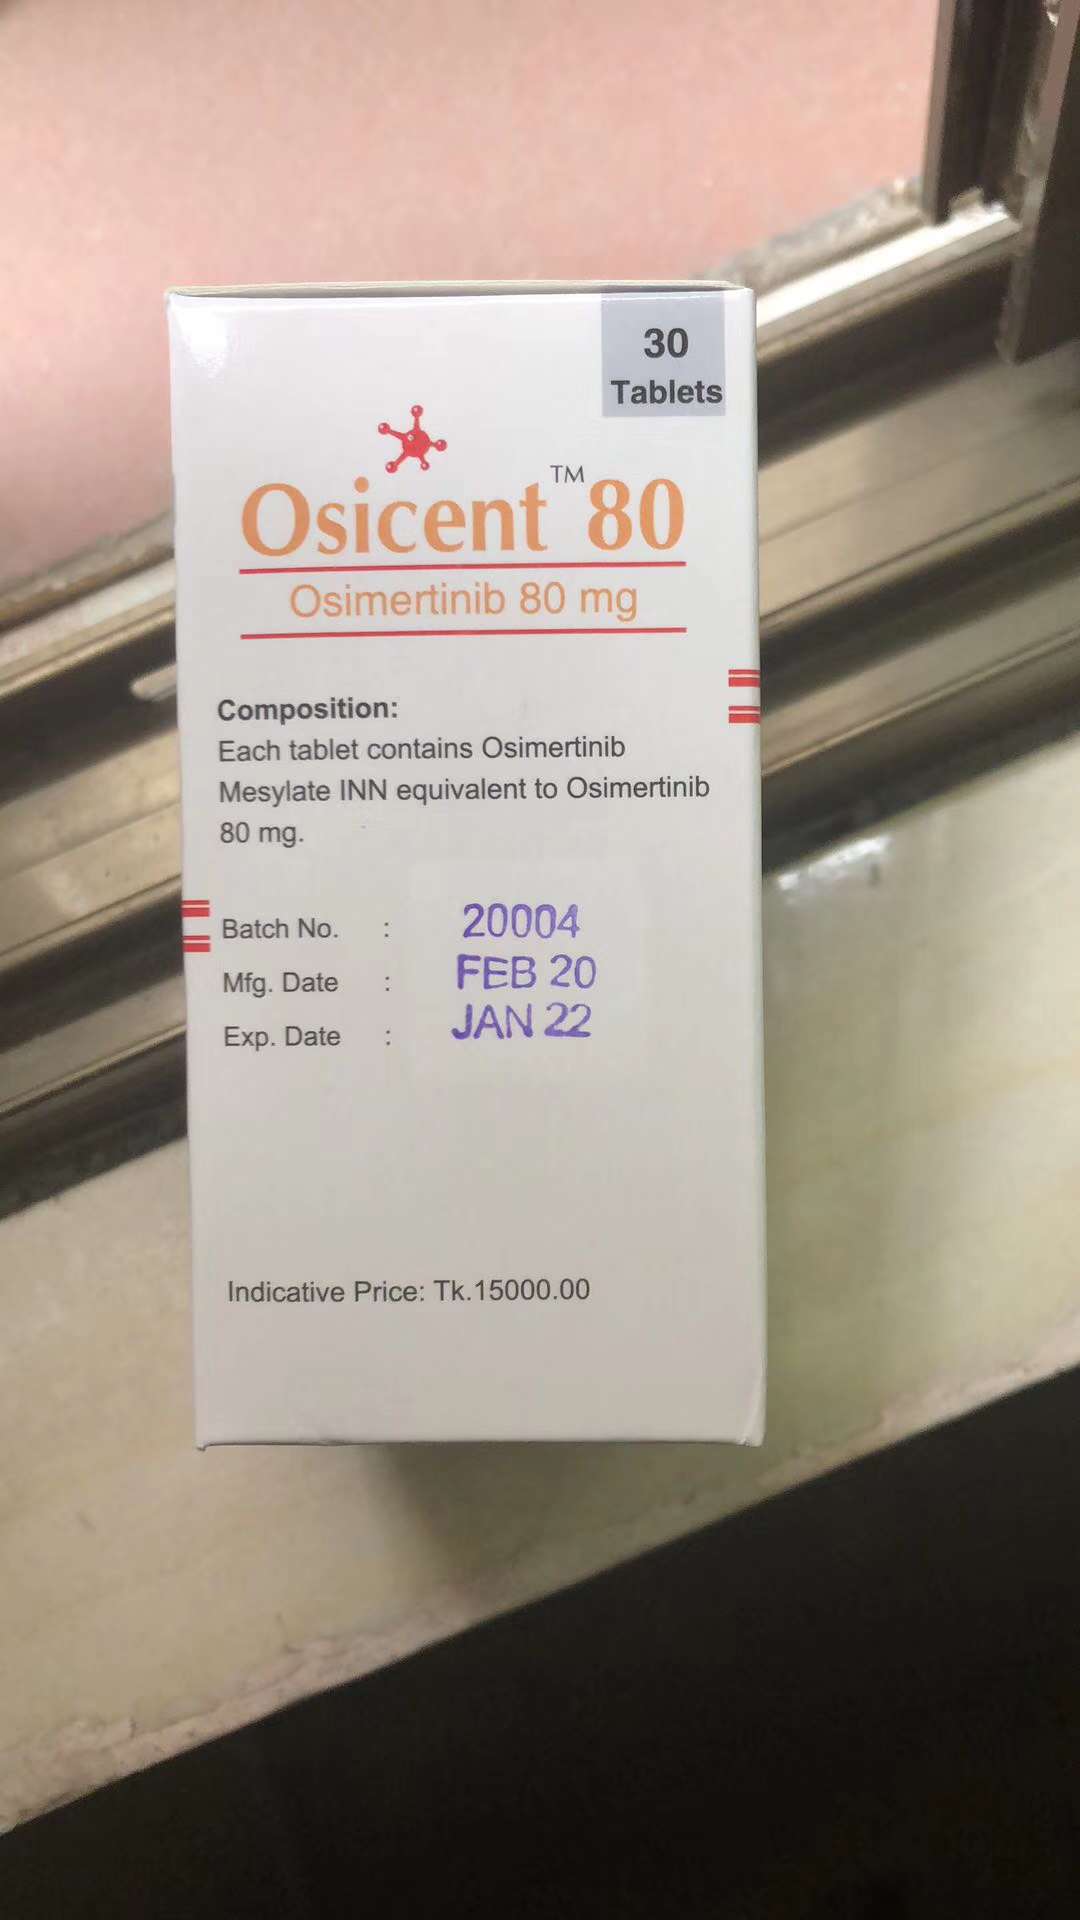 30
Tablets
Osicent™ 80
Osimertinib 80 mg
Composition:
Each tablet contains Osimertinib
Mesylate INN equivalent to Osimertinib
80 mg.
Batch No. : 20004
Mfg. Date : FEB 20
Exp. Date : JAN 22
Indicative Price: Tk.15000.00